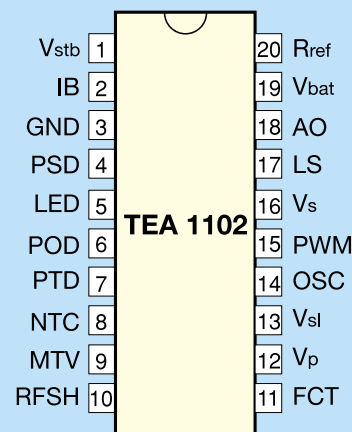 Vstb 1 20 Rref
IB 2 19 Vbat
GND 3 18 AO
PSD 4 17 LS
LED 5 16 Vs
TEA 1102
POD 6 15 PWM
PTD 7 14 OSC
NTC 8 13 Vsl
MTV 9 12 Vp
RFSH 10 11 FCT